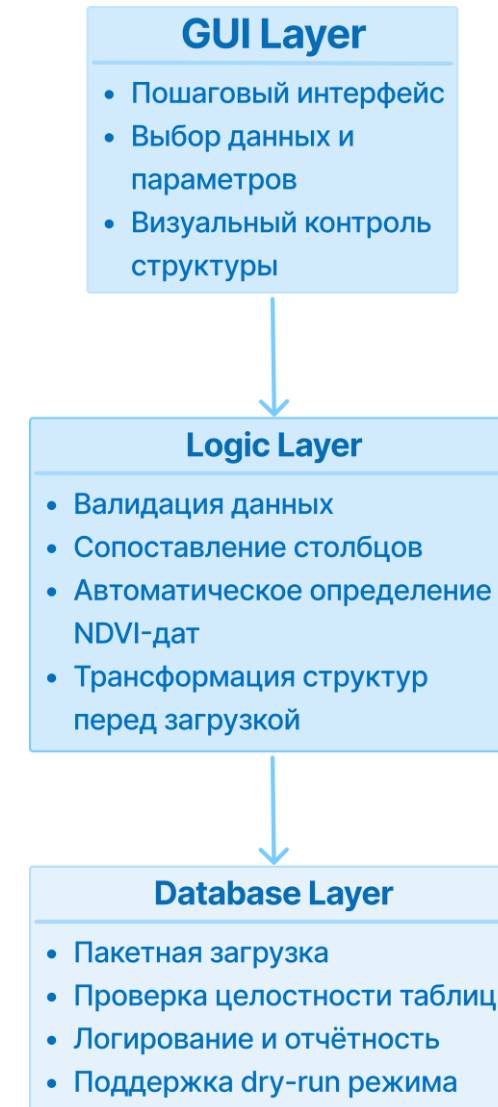 GUI Layer
• Пошаговый интерфейс
• Выбор данных и
параметров
• Визуальный контроль
структуры
Logic Layer
• Валидация данных
• Сопоставление столбцов
• Автоматическое определение
NDVI-дат
• Трансформация структур
перед загрузкой
Database Layer
• Пакетная загрузка
• Проверка целостности таблиц
• Логирование и отчётность
• Поддержка dry-run режима